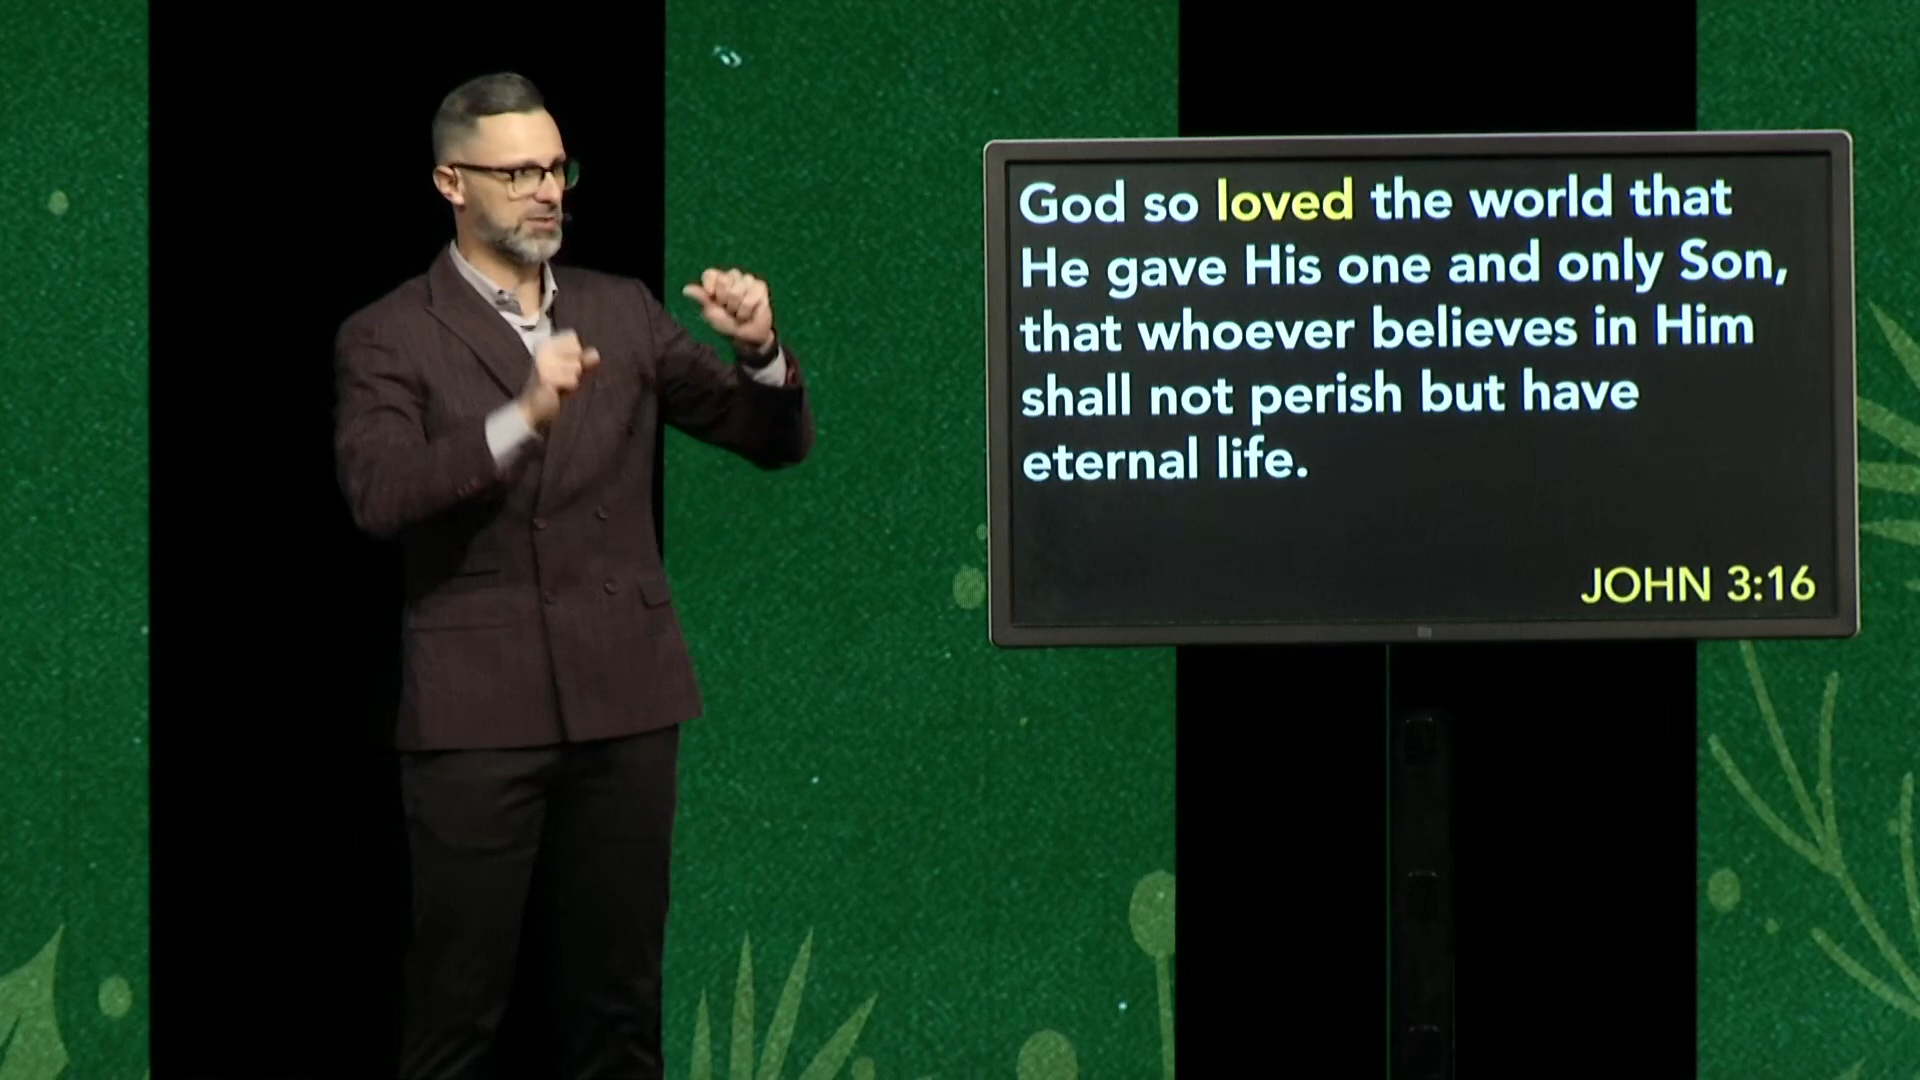 God so loved the world that
He gave His one and only Son,
that whoever believes in Him
shall not perish but have
eternal life.
JOHN 3:16